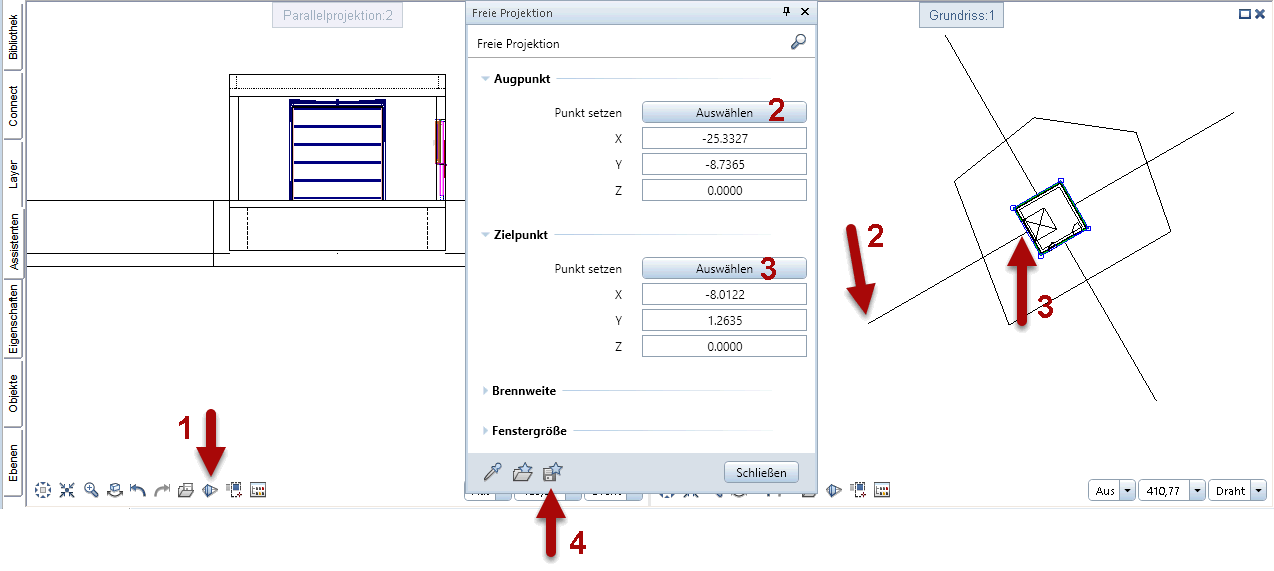 Parallelprojektion:2
Bibliothek
Connect
Layer
Assistenten
Eigenschaften
Objekte
Ebenen
1
Freie Projektion
Freie Projektion
Augpunkt
Punkt setzen Auswählen 2
X -25.3327
Y -8.7365
Z 0.0000
Zielpunkt
Punkt setzen Auswählen 3
X -8.0122
Y 1.2635
Z 0.0000
Brennweite
Fenstergröße
Schließen
4
Grundriss:1
2
3
Aus 410,77 Draht